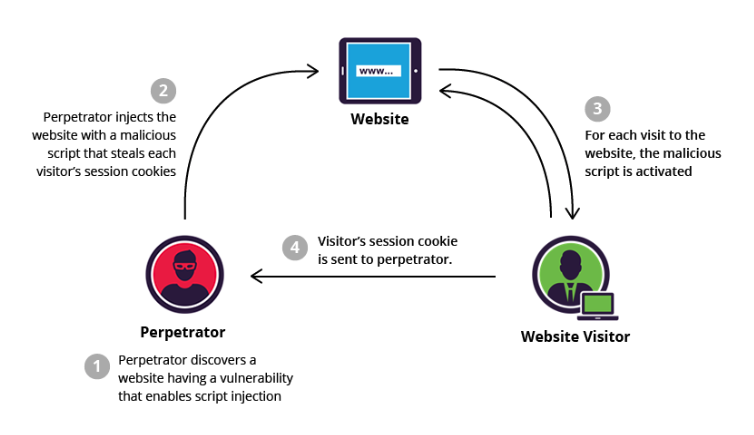 www...
Website
2
Perpetrator injects the
website with a malicious
script that steals each
visitor's session cookies
3
For each visit to the
website, the malicious
script is activated
4
Visitor's session cookie
is sent to perpetrator.
Perpetrator
Website Visitor
1
Perpetrator discovers a
website having a vulnerability
that enables script injection